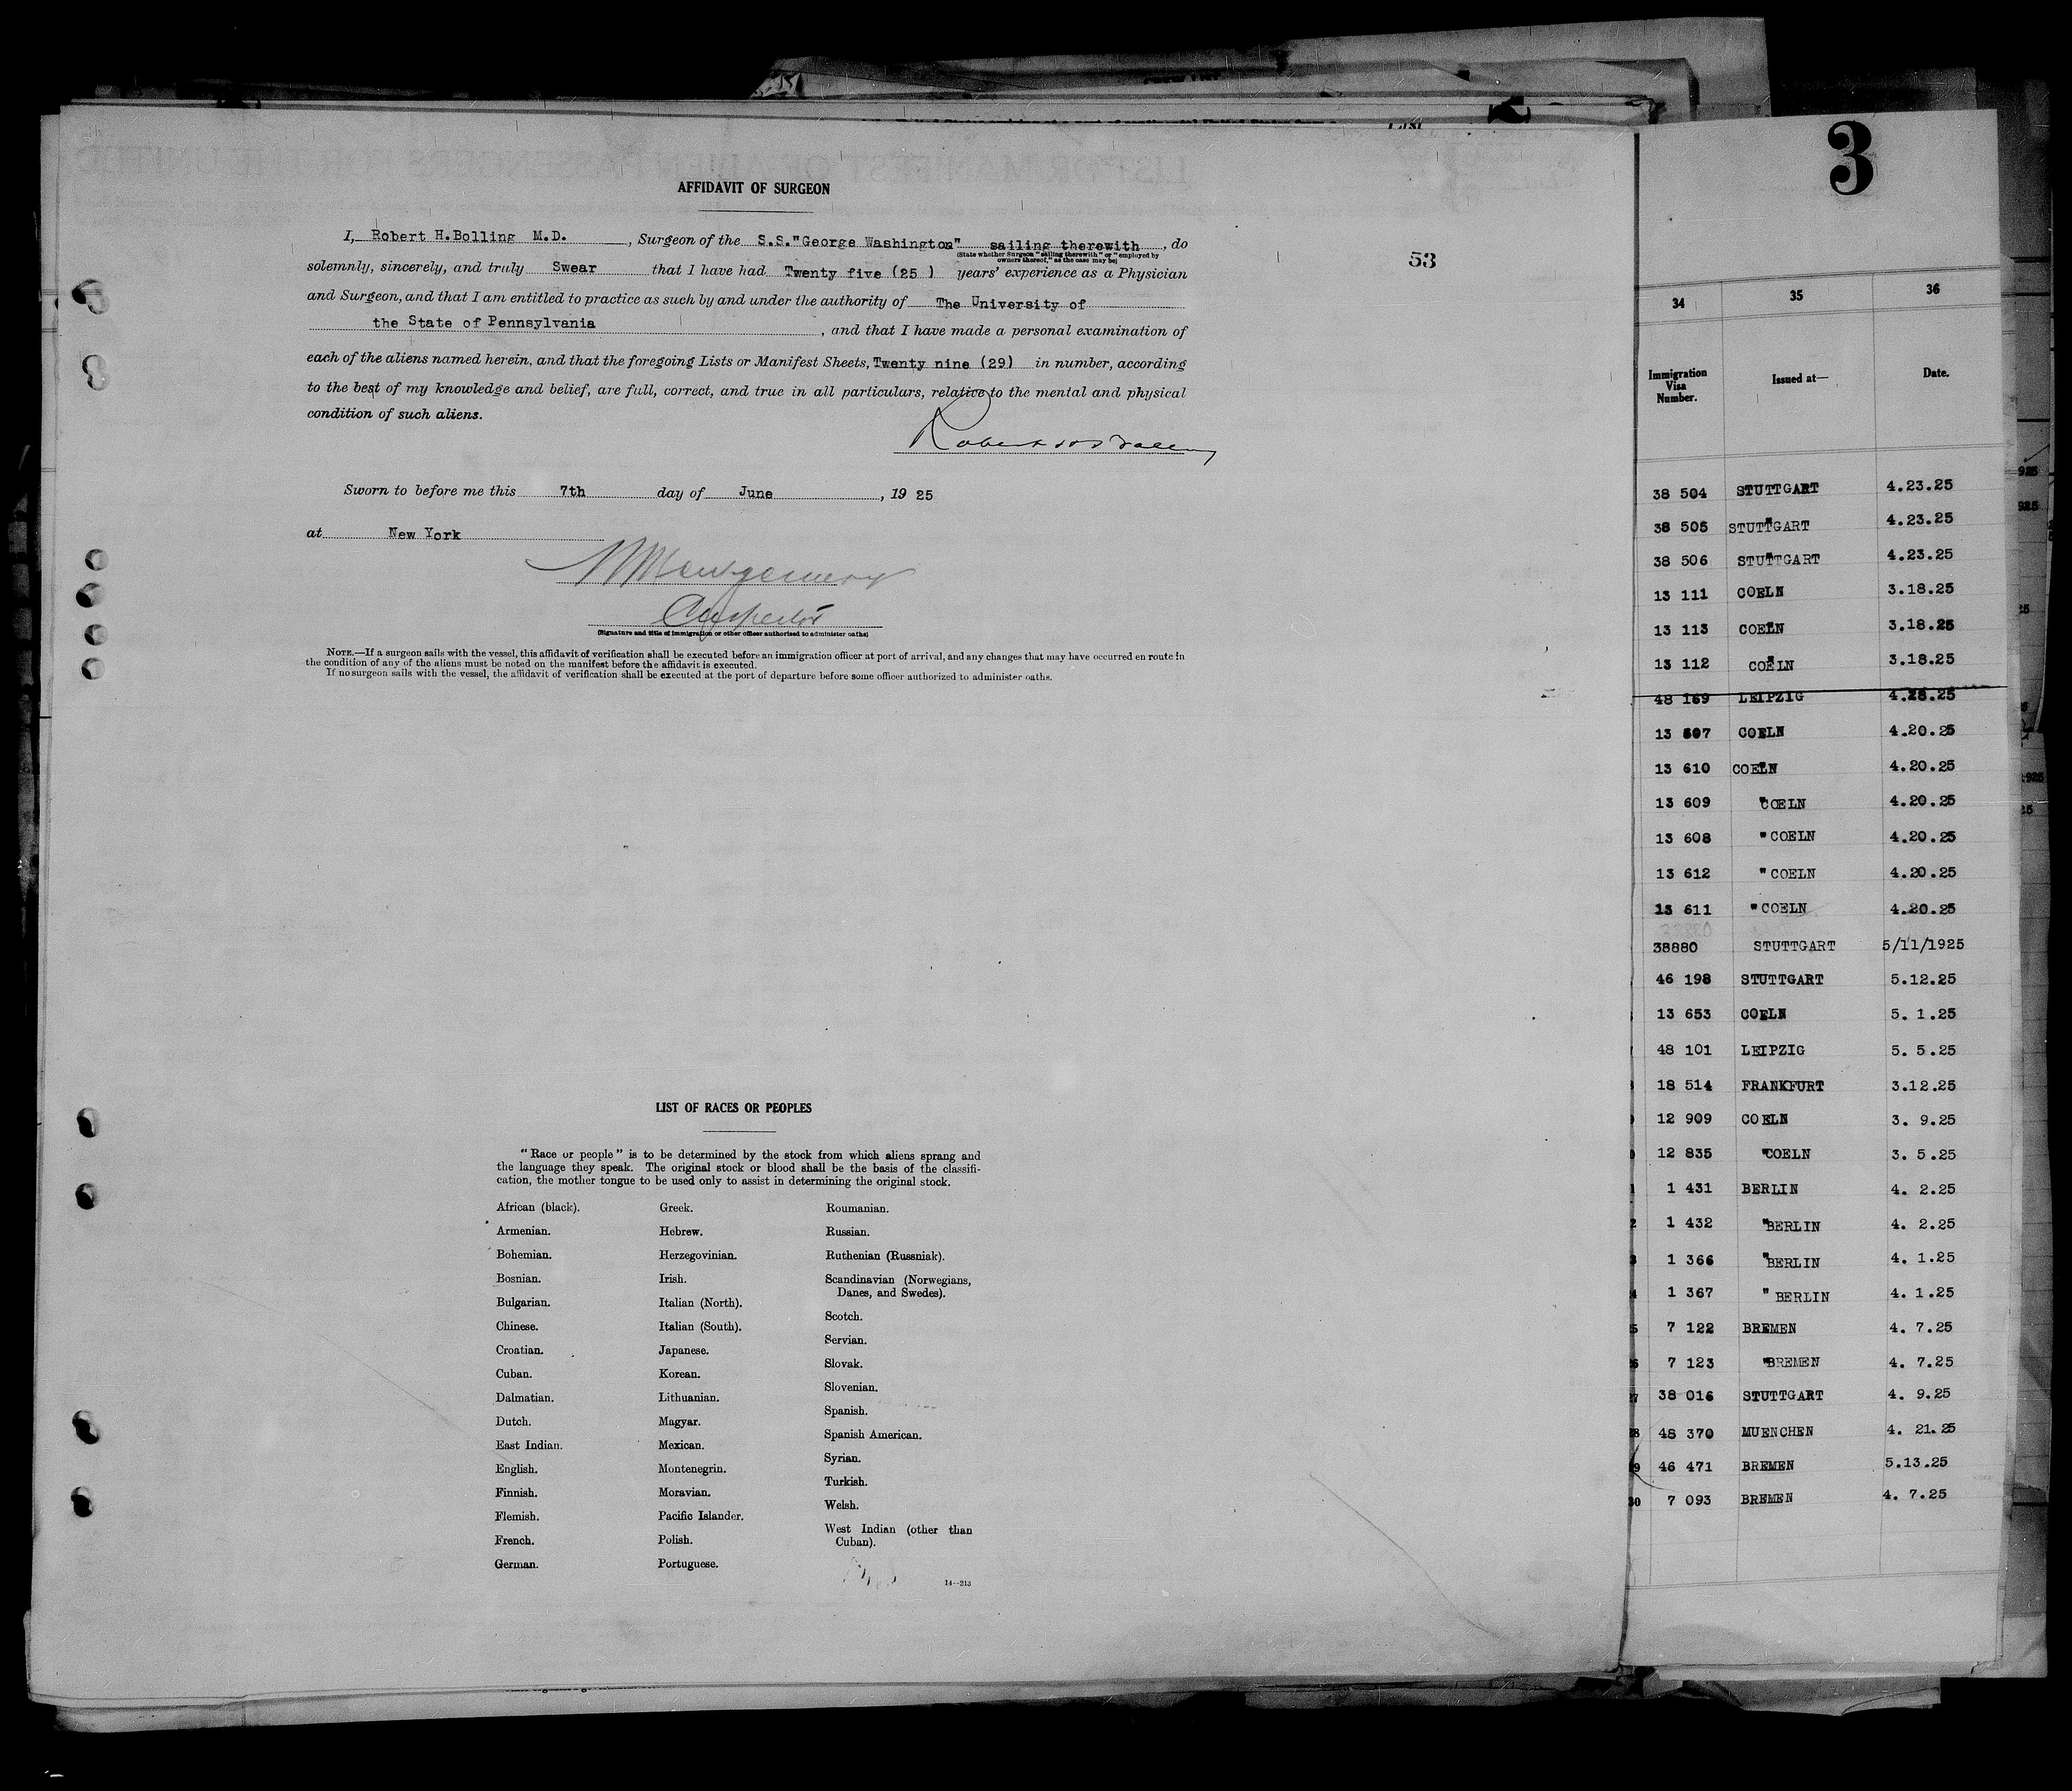 AFFIDAVIT OF SURGEON
I, Robert H.Bolling M.D. , Surgeon of the S.S."George Washington" sailing therewith , do
(State whether Surgeon "sailing therewith" or "employed by
owners thereof," as the case may be)
solemnly, sincerely, and truly Swear that I have had Twenty five (25 ) years' experience as a Physician
and Surgeon, and that I am entitled to practice as such by and under the authority of The University of
the State of Pennsylvania , and that I have made a personal examination of
each of the aliens named herein, and that the foregoing Lists or Manifest Sheets, Twenty nine (29) in number, according
to the best of my knowledge and belief, are full, correct, and true in all particulars, relative to the mental and physical
condition of such aliens.
Robert H Bolling
Sworn to before me this 7th day of June , 19 25
at New York
Montgomery
Inspector
(Signature and title of immigration or other officer authorized to administer oaths)
NOTE.—If a surgeon sails with the vessel, this affidavit of verification shall be executed before an immigration officer at port of arrival, and any changes that may have occurred en route in
the condition of any of the aliens must be noted on the manifest before the affidavit is executed.
If no surgeon sails with the vessel, the affidavit of verification shall be executed at the port of departure before some officer authorized to administer oaths.
53
LIST OF RACES OR PEOPLES
"Race or people" is to be determined by the stock from which aliens sprang and
the language they speak. The original stock or blood shall be the basis of the classifi-
cation, the mother tongue to be used only to assist in determining the original stock.
African (black).
Armenian.
Bohemian.
Bosnian.
Bulgarian.
Chinese.
Croatian.
Cuban.
Dalmatian.
Dutch.
East Indian.
English.
Finnish.
Flemish.
French.
German.
Greek.
Hebrew.
Herzegovinian.
Irish.
Italian (North).
Italian (South).
Japanese.
Korean.
Lithuanian.
Magyar.
Mexican.
Montenegrin.
Moravian.
Pacific Islander.
Polish.
Portuguese.
Roumanian.
Russian.
Ruthenian (Russniak).
Scandinavian (Norwegians,
Danes, and Swedes).
Scotch.
Servian.
Slovak.
Slovenian.
Spanish.
Spanish American.
Syrian.
Turkish.
Welsh.
West Indian (other than
Cuban).
14—213
3
34 35 36
Immigration
Visa
Number.
Issued at—
Date.
38 504 STUTTGART 4.23.25
38 505 STUTTGART 4.23.25
38 506 STUTTGART 4.23.25
13 111 COELN 3.18.25
13 113 COELN 3.18.25
13 112 COELN 3.18.25
48 169 LEIPZIG 4.28.25
13 607 COELN 4.20.25
13 610 COELN 4.20.25
13 609 "COELN 4.20.25
13 608 " COELN 4.20.25
13 612 " COELN 4.20.25
13 611 " COELN 4.20.25
38880 STUTTGART 5/11/1925
46 198 STUTTGART 5.12.25
13 653 COELN 5. 1.25
48 101 LEIPZIG 5. 5.25
18 514 FRANKFURT 3.12.25
12 909 COELN 3. 9.25
12 835 "COELN 3. 5.25
1 431 BERLIN 4. 2.25
1 432 "BERLIN 4. 2.25
1 366 "BERLIN 4. 1.25
1 367 " BERLIN 4. 1.25
7 122 BREMEN 4. 7.25
7 123 "BREMEN 4. 7.25
38 016 STUTTGART 4. 9.25
48 370 MUENCHEN 4. 21.25
46 471 BREMEN 5.13.25
30 7 093 BREMEN 4. 7.25